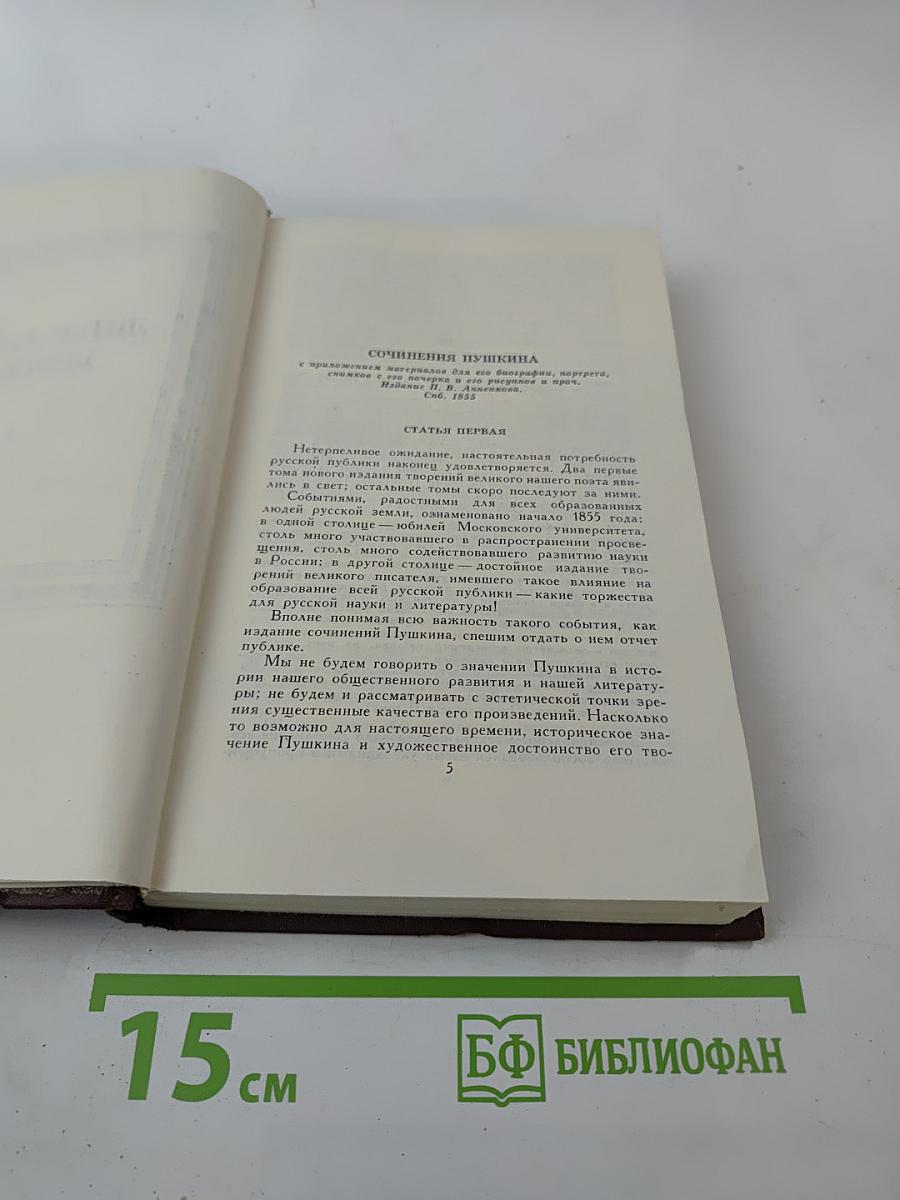 СОЧИНЕНИЯ ПУШКИНА
с приложением материалов для его биографии, портрета,
снимков с его почерка и его рисунков и проч.
Издание П. В. Анненкова.
Спб. 1855
СТАТЬЯ ПЕРВАЯ
Нетерпеливое ожидание, настоятельная потребность
русской публики наконец удовлетворяется. Два первые
тома нового издания творений великого нашего поэта яви-
лись в свет; остальные томы скоро последуют за ними.
Событиями, радостными для всех образованных
людей русской земли, ознаменовано начало 1855 года:
в одной столице — юбилей Московского университета,
столь много участвовавшего в распространении просве-
щения, столь много содействовавшего развитию науки
в России; в другой столице — достойное издание тво-
рений великого писателя, имевшего такое влияние на
образование всей русской публики — какие торжества
для русской науки и литературы!
Вполне понимая всю важность такого события, как
издание сочинений Пушкина, спешим отдать о нем отчет
публике.
Мы не будем говорить о значении Пушкина в исто-
рии нашего общественного развития и нашей литерату-
ры; не будем и рассматривать с эстетической точки зре-
ния существенные качества его произведений. Насколько
то возможно для настоящего времени, историческое зна-
чение Пушкина и художественное достоинство его тво-
5
15 см
БФ БИБЛИОФАН